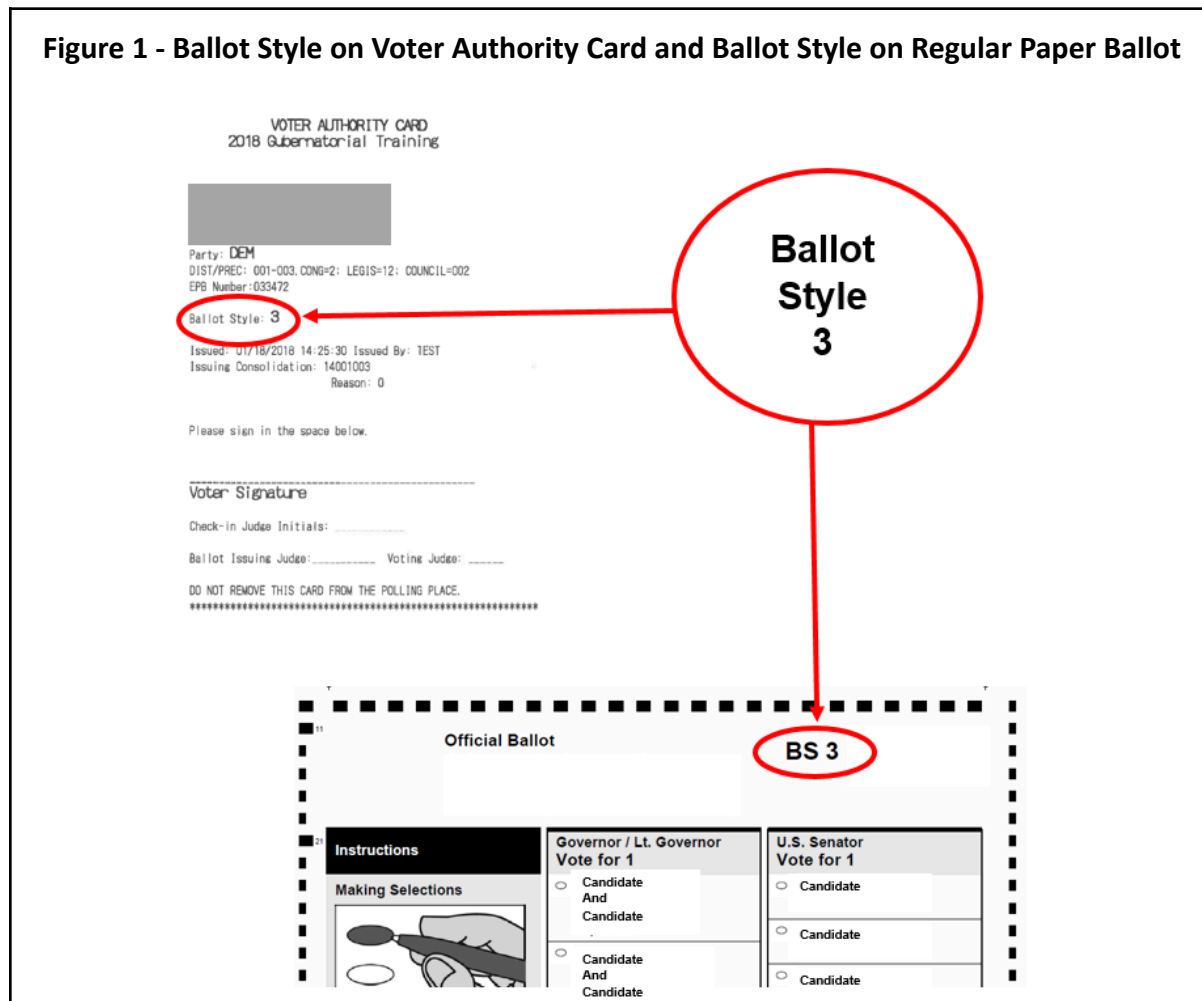 Figure 1 - Ballot Style on Voter Authority Card and Ballot Style on Regular Paper Ballot
VOTER AUTHORITY CARD
2018 Gubernatorial Training
Party: DEM
DIST/PREC: 001-003. CONG=2; LEGIS=12; COUNCIL=002
EPB Number:033472
Ballot Style: 3
Issued: 01/18/2018 14:25:30 Issued By: TEST
Issuing Consolidation: 14001003
Reason: 0
Please sign in the space below.
Voter Signature
Check-in Judge Initials:
Ballot Issuing Judge: Voting Judge:
DO NOT REMOVE THIS CARD FROM THE POLLING PLACE.
************************************************************
Ballot
Style
3
11
Official Ballot
BS 3
21
Instructions
Making Selections
Governor / Lt. Governor
Vote for 1
Candidate
And
Candidate
Candidate
And
Candidate
U.S. Senator
Vote for 1
Candidate
Candidate
Candidate